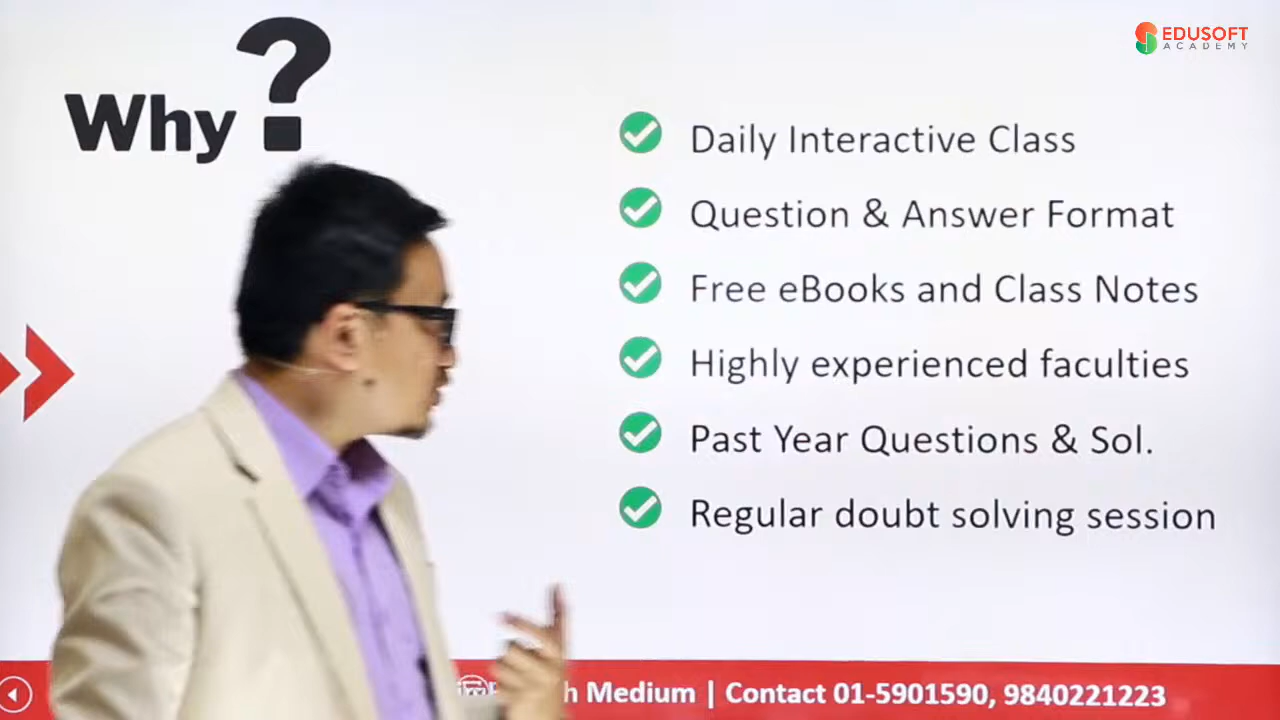 EDUSOFT
ACADEMY
Why?
Daily Interactive Class
Question & Answer Format
Free eBooks and Class Notes
Highly experienced faculties
Past Year Questions & Sol.
Regular doubt solving session
Medium | Contact 01-5901590, 9840221223